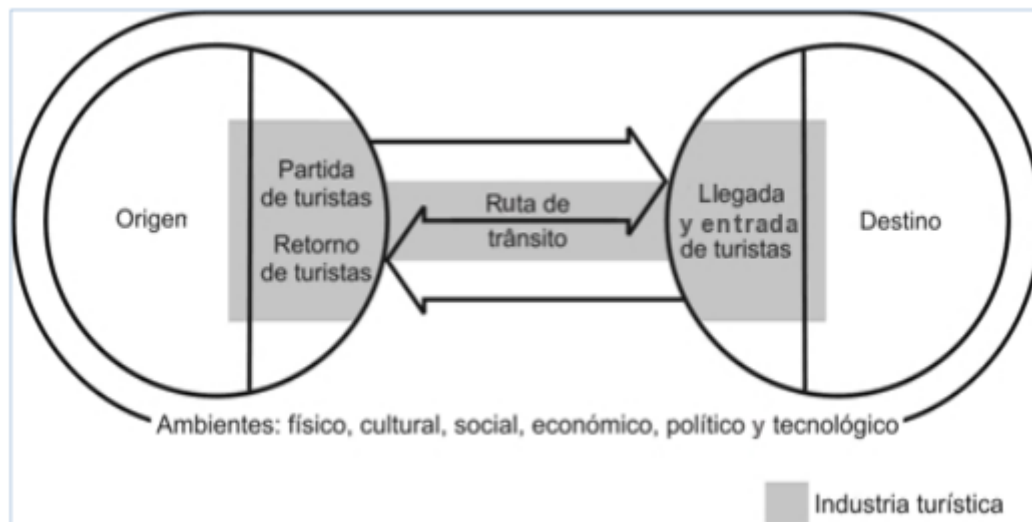 Partida
de turistas
Origen
Retorno
de turistas
Ruta de
trânsito
Llegada
y entrada
de turistas
Destino
Ambientes: físico, cultural, social, económico, político y tecnológico
Industria turística